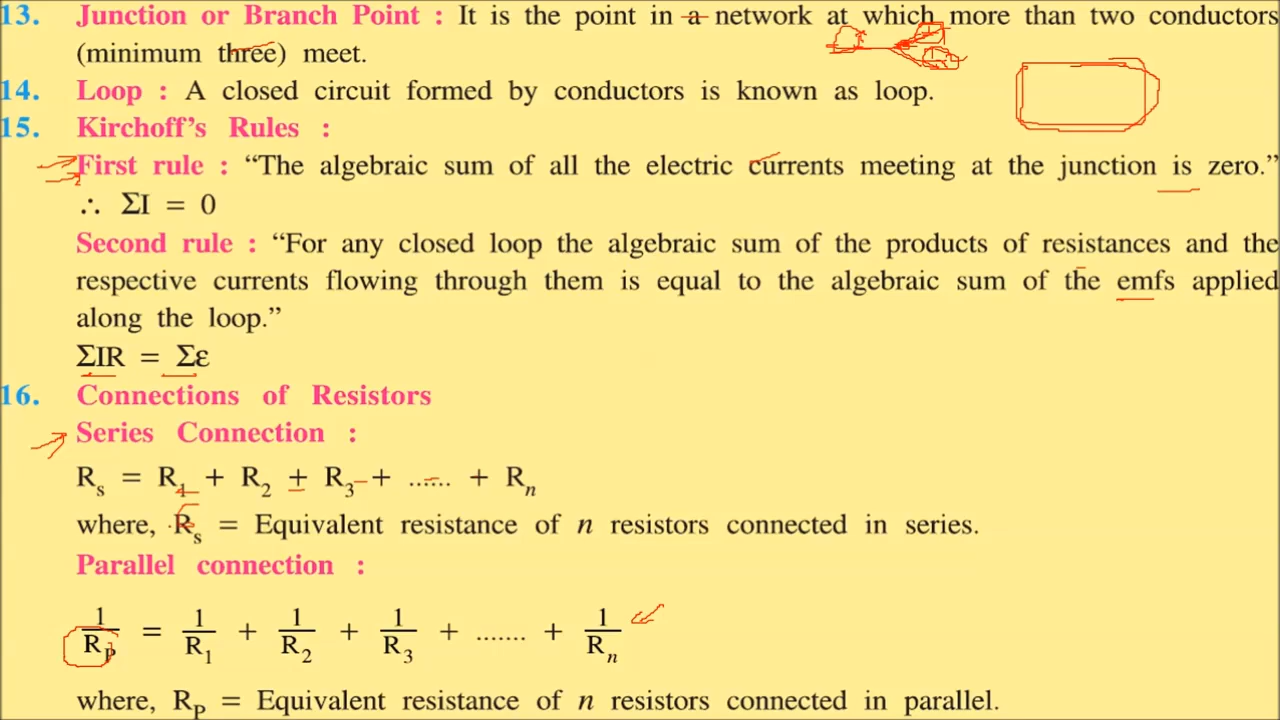 13. Junction or Branch Point : It is the point in a network at which more than two conductors
(minimum three) meet.
14. Loop : A closed circuit formed by conductors is known as loop.
15. Kirchoff’s Rules :
First rule : “The algebraic sum of all the electric currents meeting at the junction is zero.”
∴ ΣI = 0
Second rule : “For any closed loop the algebraic sum of the products of resistances and the
respective currents flowing through them is equal to the algebraic sum of the emfs applied
along the loop.”
ΣIR = Σε
16. Connections of Resistors
Series Connection :
Rs = R1 + R2 + R3 + ...... + Rn
where, Rs = Equivalent resistance of n resistors connected in series.
Parallel connection :
1/RP = 1/R1 + 1/R2 + 1/R3 + ....... + 1/Rn
where, RP = Equivalent resistance of n resistors connected in parallel.